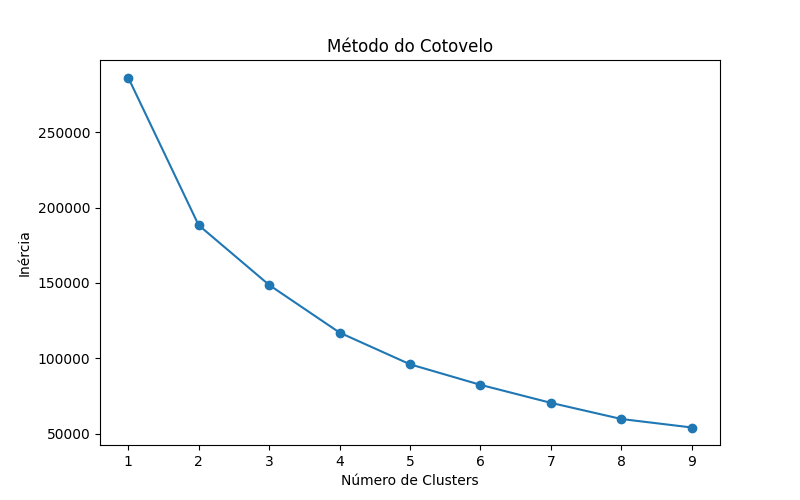 Método do Cotovelo
250000
200000
150000
100000
50000
Inércia
1 2 3 4 5 6 7 8 9
Número de Clusters